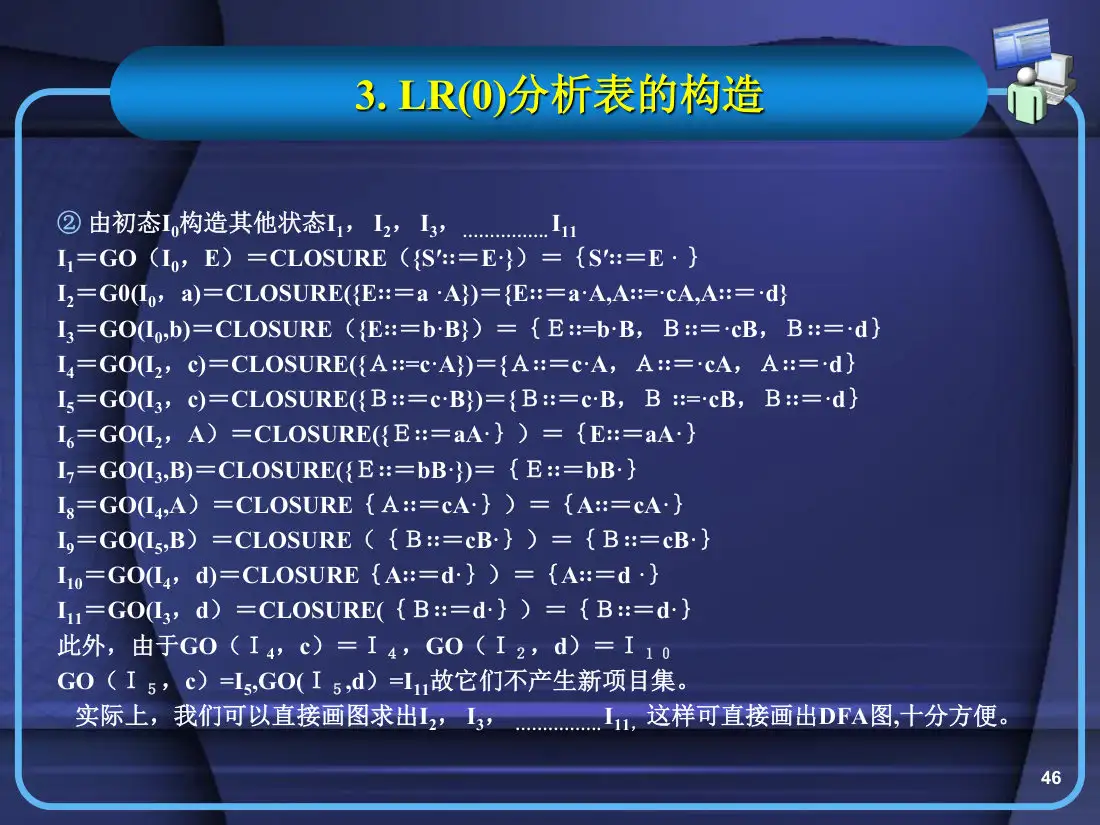 3. LR(0)分析表的构造
② 由初态I0构造其他状态I1, I2, I3, ................I11
I1=GO(I0,E)=CLOSURE({S′::=E·})={S′::=E · }
I2=G0(I0,a)=CLOSURE({E::=a ·A})={E::=a·A,A::=·cA,A::=·d}
I3=GO(I0,b)=CLOSURE({E::=b·B})={E::=b·B,B::=·cB,B::=·d}
I4=GO(I2,c)=CLOSURE({A::=c·A})={A::=c·A,A::=·cA,A::=·d}
I5=GO(I3,c)=CLOSURE({B::=c·B})={B::=c·B,B ::=·cB,B::=·d}
I6=GO(I2,A)=CLOSURE({E::=aA·})={E::=aA·}
I7=GO(I3,B)=CLOSURE({E::=bB·})={E::=bB·}
I8=GO(I4,A)=CLOSURE{A::=cA·})={A::=cA·}
I9=GO(I5,B)=CLOSURE({B::=cB·})={B::=cB·}
I10=GO(I4,d)=CLOSURE{A::=d·})={A::=d ·}
I11=GO(I3,d)=CLOSURE({B::=d·})={B::=d·}
此外,由于GO(I4,c)=I4,GO(I2,d)=I10
GO(I5,c)=I5,GO(I5,d)=I11故它们不产生新项目集。
实际上,我们可以直接画图求出I2, I3, ................I11,这样可直接画出DFA图,十分方便。
46